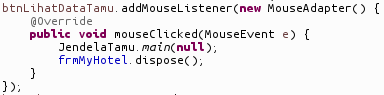 btnLihatDataTamu.addMouseListener(new MouseAdapter() {
    @Override
    public void mouseClicked(MouseEvent e) {
        JendelaTamu.main(null);
        frmMyHotel.dispose();
    }
});